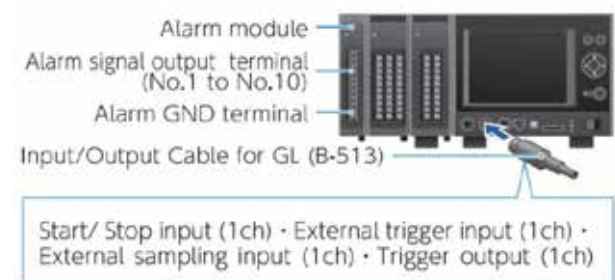 Alarm module
Alarm signal output terminal
(No.1 to No.10)
Alarm GND terminal
Input/Output Cable for GL (B-513)
Start/ Stop input (1ch)・External trigger input (1ch)・
External sampling input (1ch)・Trigger output (1ch)